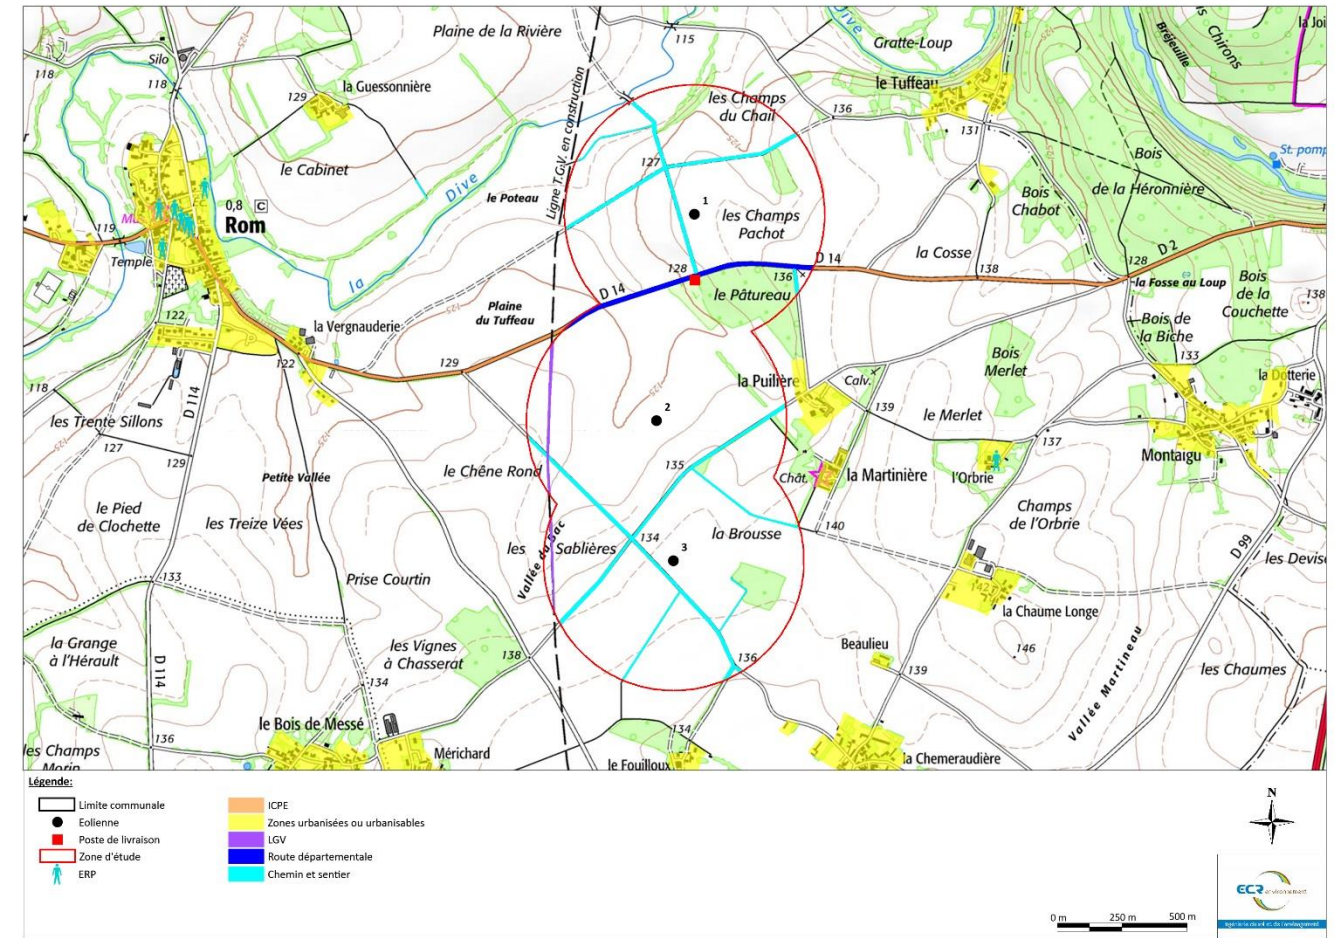 Plaine de la Rivière
115
Dive
Gratte-Loup
Bréjeuille
Chirons
Silo
118
118
la Guessonnière
129
les Champs
du Chail
136
le Tuffeau
131
St. pomp
Ligne T.G.V. en construction
le Cabinet
127
Bois
de la Héronnière
le Poteau
Dive
la
0,8 C
Rom
119
Temple
1
les Champs
Pachot
Bois
Chabot
la Cosse
D 2
D 14
128
136
D 14
138
128
la Fosse au Loup
le Pâtureau
Plaine
du Tuffeau
Bois
de la
Couchette
138
122
la Vergnauderie
122
129
Bois de
la Biche
133
Bois
Merlet
118
D 114
la Puilière
Calv.
la Dotterie
les Trente Sillons
127
129
2
139
le Merlet
137
Montaigu
le Chêne Rond
135
Petite Vallée
Chât.
la Martinière
l'Orbrie
le Pied
de Clochette
les Treize Vées
Champs
de l'Orbrie
140
les
Sablières
134
la Brousse
Vallée du Sac
3
D 99
les Devise
133
Prise Courtin
142
la Chaume Longe
la Grange
à l'Hérault
D 114
les Vignes
à Chasserat
138
136
Beaulieu
146
139
Vallée Martineau
les Chaumes
134
le Bois de Messé
134
136
les Champs
Morin
Mérichard
le Fouilloux
la Chemeraudière
Légende:
Limite communale
Eolienne
Poste de livraison
Zone d'étude
ERP
ICPE
Zones urbanisées ou urbanisables
LGV
Route départementale
Chemin et sentier
N
0 m 250 m 500 m
ECR environnement